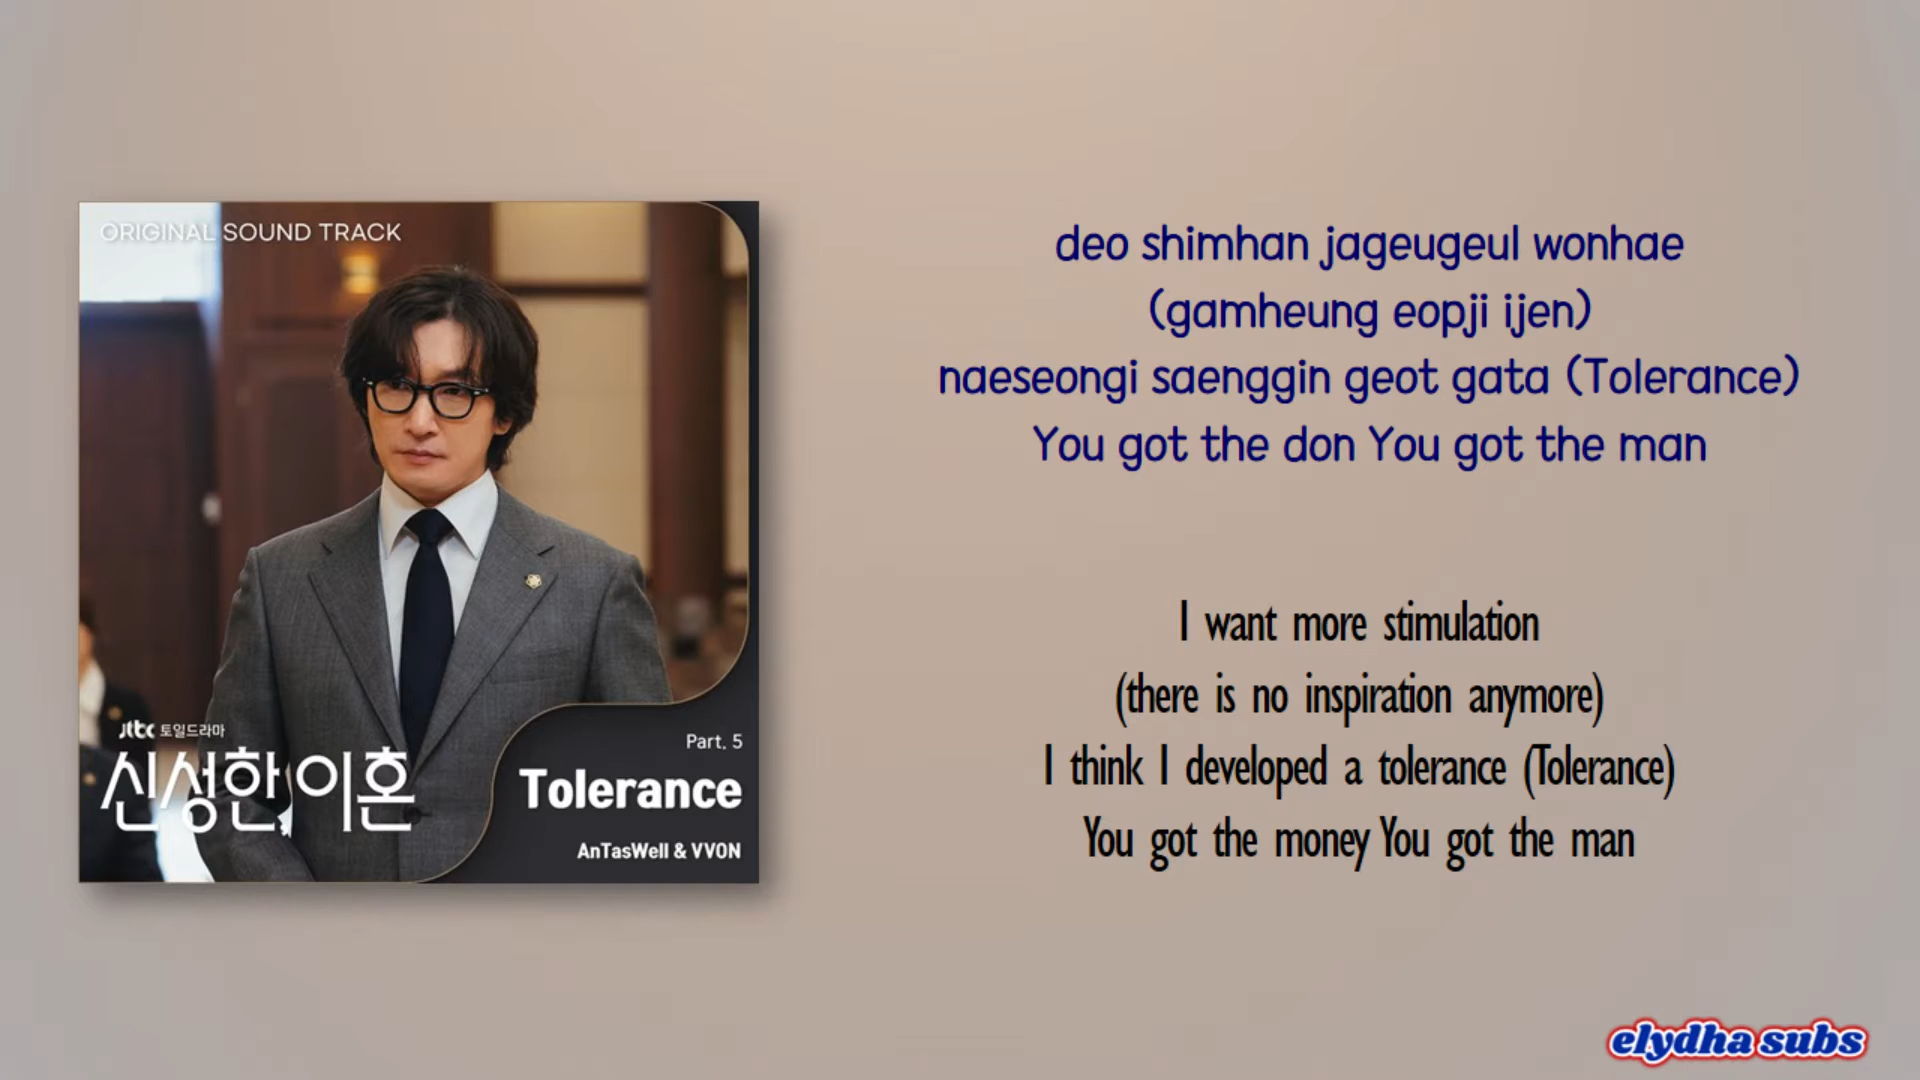 ORIGINAL SOUND TRACK
jtbc 토일드라마
신성한, 이혼
Part. 5
Tolerance
AnTasWell & VVON
deo shimhan jageugeul wonhae
(gamheung eopji ijen)
naeseongi saenggin geot gata (Tolerance)
You got the don You got the man
I want more stimulation
(there is no inspiration anymore)
I think I developed a tolerance (Tolerance)
You got the money You got the man
elydha subs